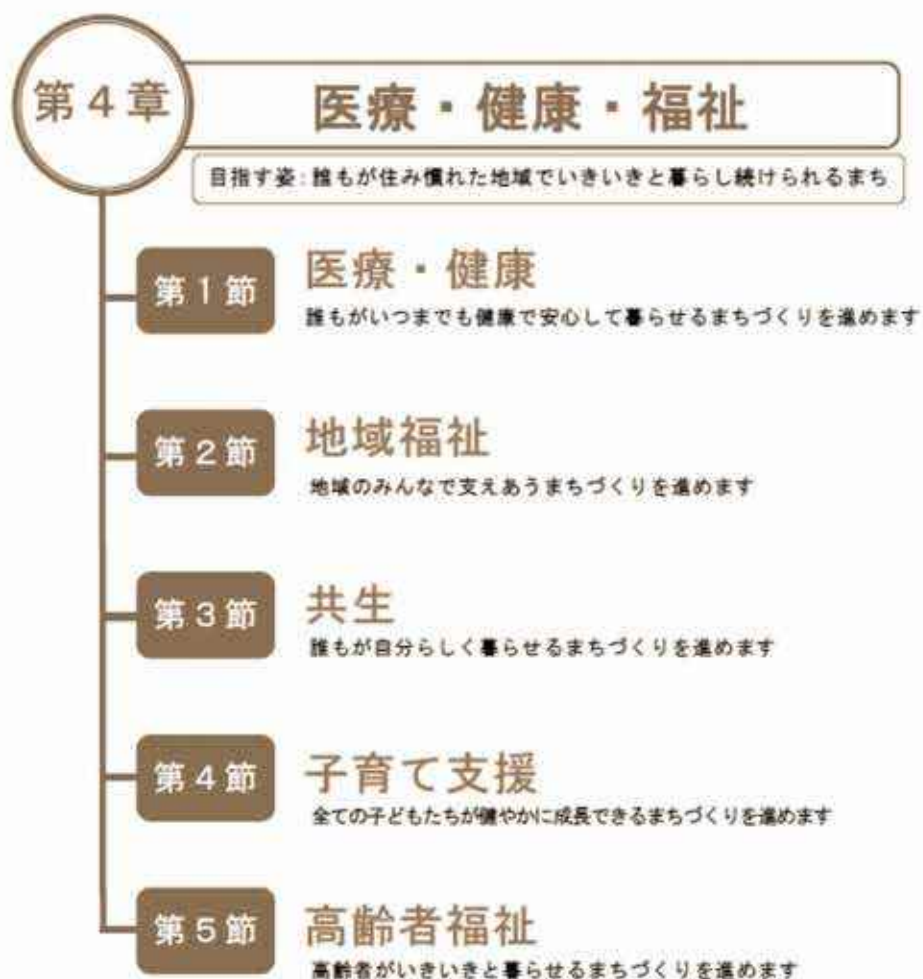 第4章
医療・健康・福祉
目指す姿:誰もが住み慣れた地域でいきいきと暮らし続けられるまち
第1節
医療・健康
誰もがいつまでも健康で安心して暮らせるまちづくりを進めます
第2節
地域福祉
地域のみんなで支えあうまちづくりを進めます
第3節
共生
誰もが自分らしく暮らせるまちづくりを進めます
第4節
子育て支援
全ての子どもたちが健やかに成長できるまちづくりを進めます
第5節
高齢者福祉
高齢者がいきいきと暮らせるまちづくりを進めます